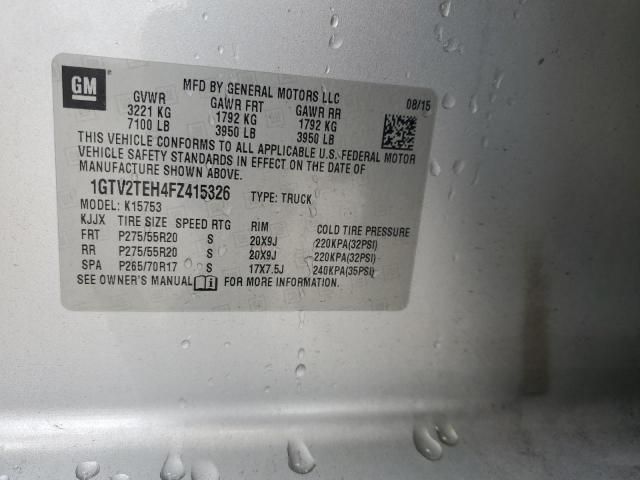 GM
MFD BY GENERAL MOTORS LLC
08/15
GVWR GAWR FRT GAWR RR
3221 KG 1792 KG 1792 KG
7100 LB 3950 LB 3950 LB
THIS VEHICLE CONFORMS TO ALL APPLICABLE U.S. FEDERAL MOTOR
VEHICLE SAFETY STANDARDS IN EFFECT ON THE DATE OF
MANUFACTURE SHOWN ABOVE.
1GTV2TEH4FZ415326 TYPE: TRUCK
MODEL: K15753
KJJX TIRE SIZE SPEED RTG RIM COLD TIRE PRESSURE
FRT P275/55R20 S 20X9J 220KPA(32PSI)
RR P275/55R20 S 20X9J 220KPA(32PSI)
SPA P265/70R17 S 17X7.5J 240KPA(35PSI)
SEE OWNER'S MANUAL FOR MORE INFORMATION.